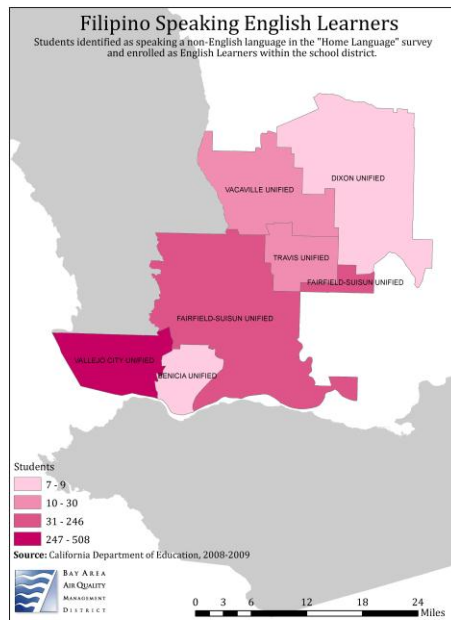 Filipino Speaking English Learners
Students identified as speaking a non-English language in the "Home Language" survey
and enrolled as English Learners within the school district.
DIXON UNIFIED
VACAVILLE UNIFIED
TRAVIS UNIFIED
FAIRFIELD-SUISUN UNIFIED
FAIRFIELD-SUISUN UNIFIED
VALLEJO CITY UNIFIED
BENICIA UNIFIED
Students
7 - 9
10 - 30
31 - 246
247 - 508
Source: California Department of Education, 2008-2009
BAY AREA
AIR QUALITY
MANAGEMENT
DISTRICT
0 3 6 12 18 24
Miles